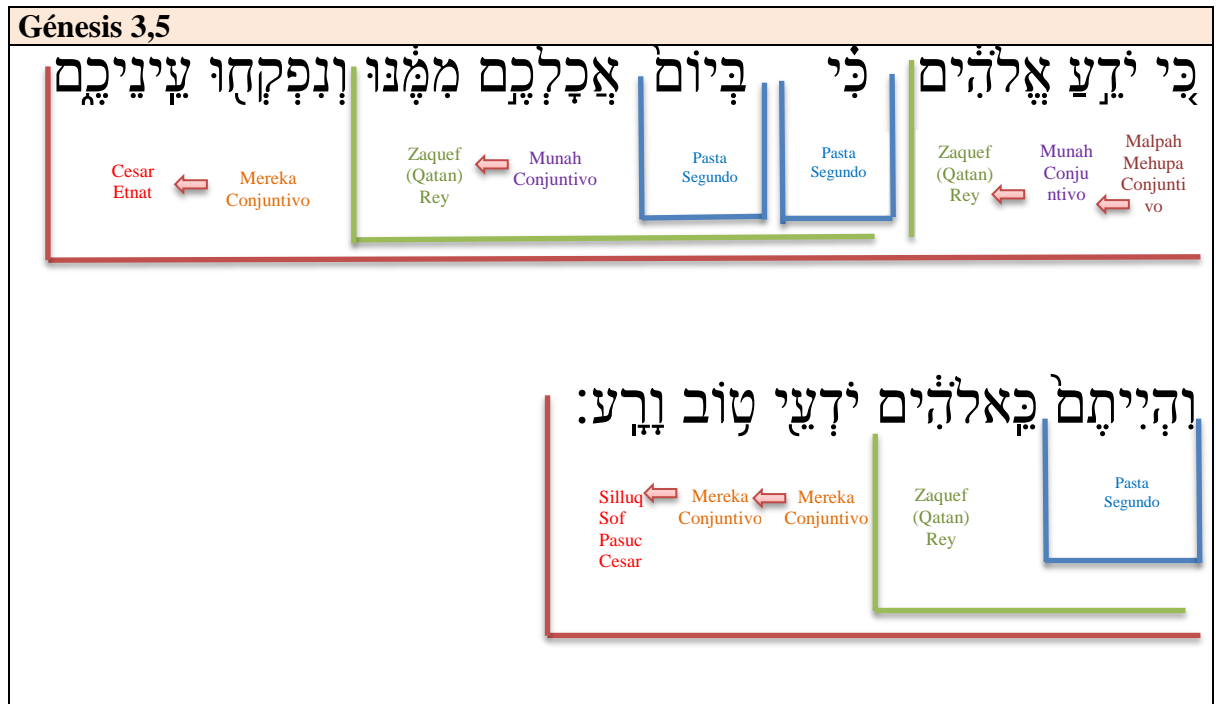 Génesis 3,5
כִּ֚י יֹדֵ֣עַ אֱלֹהִ֔ים כִּ֗י בְּיוֹם֙ אֲכָלְכֶ֣ם מִמֶּ֔נּוּ וְנִפְקְח֖וּ עֵֽינֵיכֶ֑ם
Malpah
Mehupa
Conjunti
vo
Munah
Conju
ntivo
Zaquef
(Qatan)
Rey
Pasta
Segundo
Pasta
Segundo
Munah
Conjuntivo
Zaquef
(Qatan)
Rey
Mereka
Conjuntivo
Cesar
Etnat
וִהְיִיתֶם֙ כֵּֽאלֹהִ֔ים יֹדְעֵ֖י ט֥וֹב וָרָֽע׃
Pasta
Segundo
Zaquef
(Qatan)
Rey
Mereka
Conjuntivo
Mereka
Conjuntivo
Silluq
Sof
Pasuc
Cesar